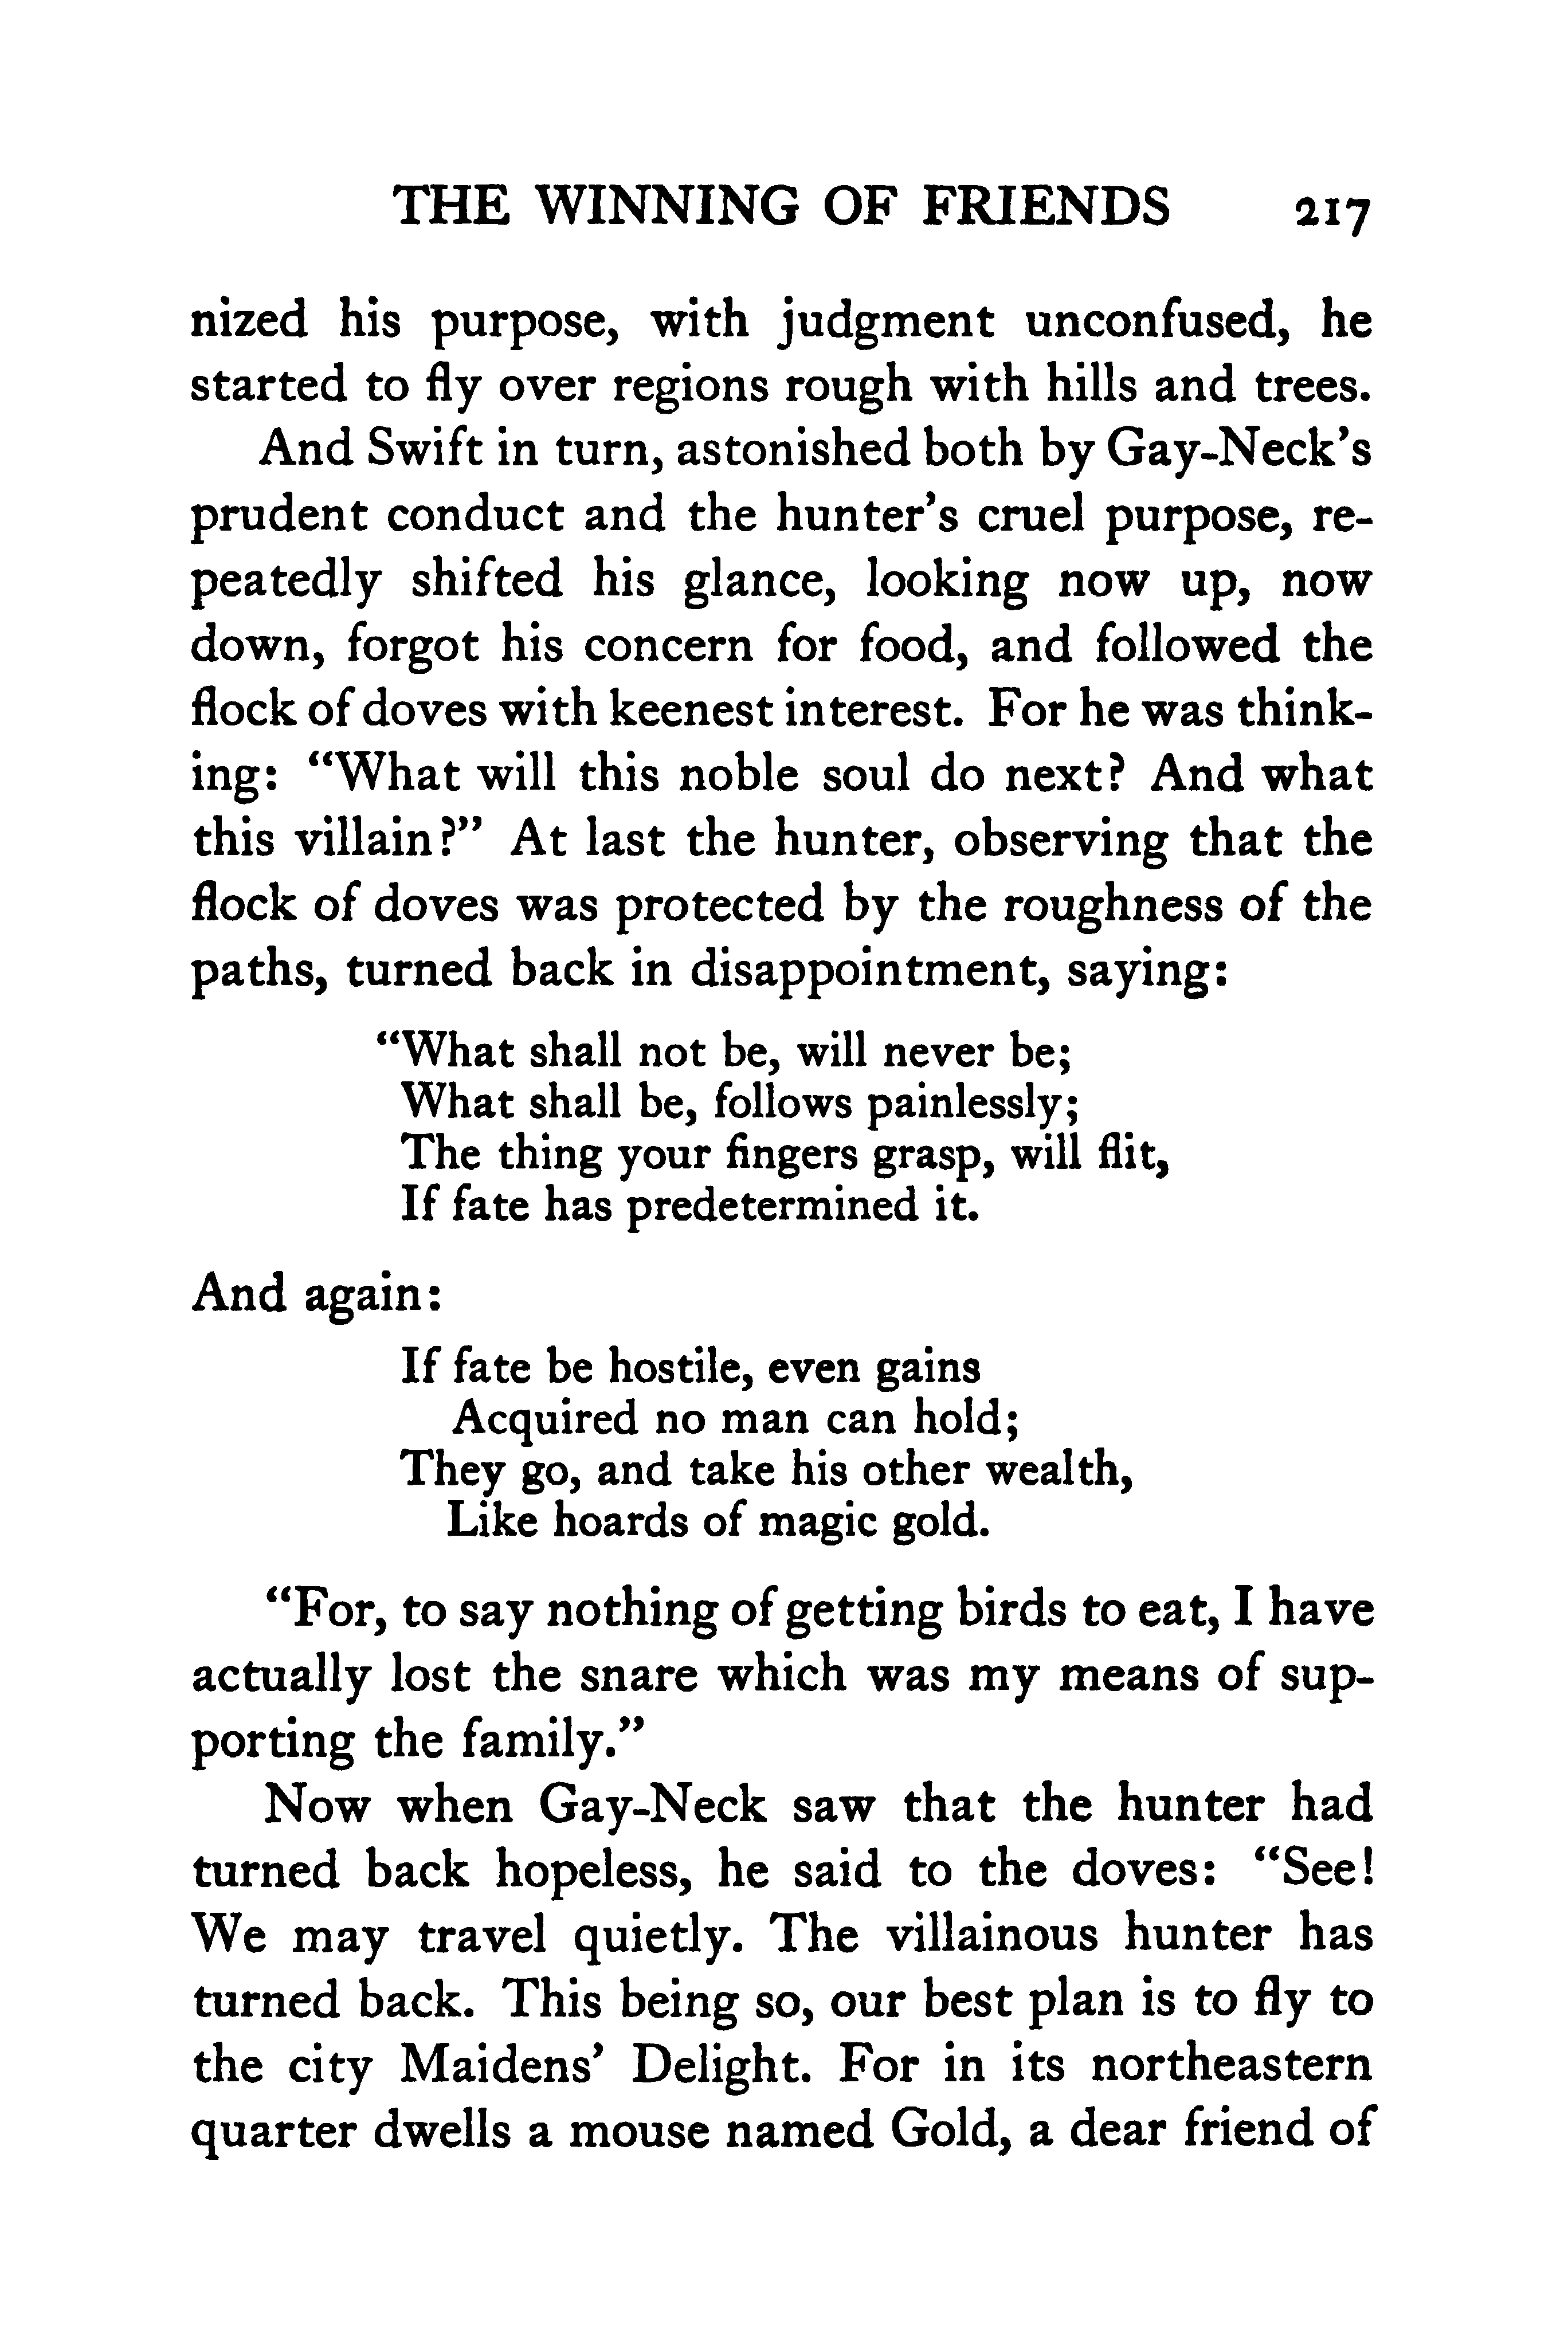 THE WINNING OF FRIENDS 217
nized his purpose, with judgment unconfused, he
started to fly over regions rough with hills and trees.
And Swift in turn, astonished both by Gay-Neck's
prudent conduct and the hunter's cruel purpose, re-
peatedly shifted his glance, looking now up, now
down, forgot his concern for food, and followed the
flock of doves with keenest interest. For he was think-
ing: “What will this noble soul do next? And what
this villain?” At last the hunter, observing that the
flock of doves was protected by the roughness of the
paths, turned back in disappointment, saying:
“What shall not be, will never be;
What shall be, follows painlessly;
The thing your fingers grasp, will flit,
If fate has predetermined it.
And again:
If fate be hostile, even gains
Acquired no man can hold;
They go, and take his other wealth,
Like hoards of magic gold.
“For, to say nothing of getting birds to eat, I have
actually lost the snare which was my means of sup-
porting the family.”
Now when Gay-Neck saw that the hunter had
turned back hopeless, he said to the doves: “See!
We may travel quietly. The villainous hunter has
turned back. This being so, our best plan is to fly to
the city Maidens' Delight. For in its northeastern
quarter dwells a mouse named Gold, a dear friend of